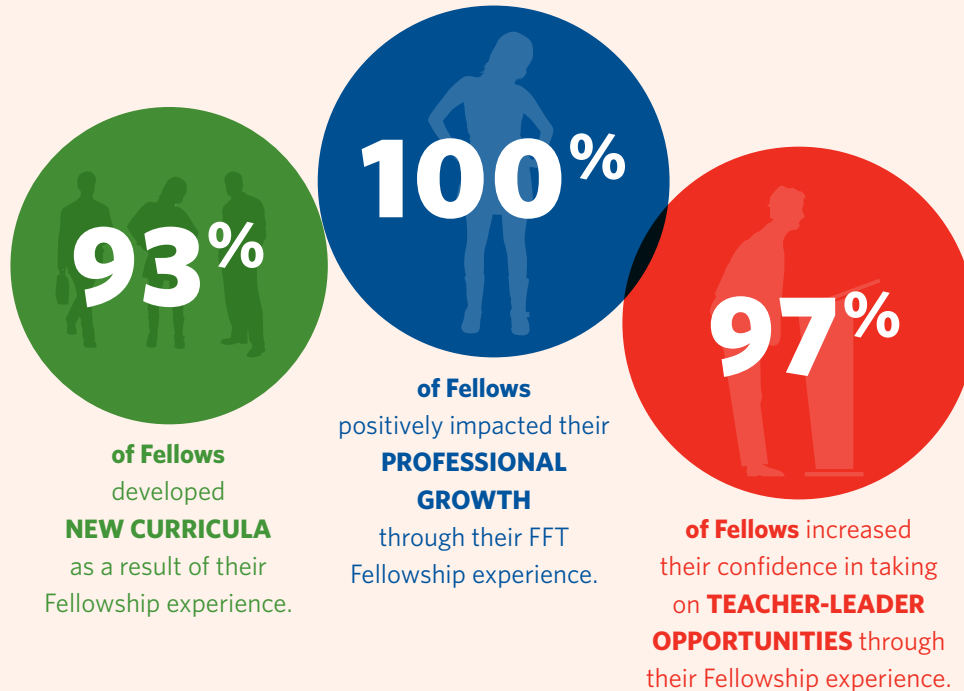 93%
of Fellows
developed
NEW CURRICULA
as a result of their
Fellowship experience.
100%
of Fellows
positively impacted their
PROFESSIONAL
GROWTH
through their FFT
Fellowship experience.
97%
of Fellows increased
their confidence in taking
on TEACHER-LEADER
OPPORTUNITIES through
their Fellowship experience.